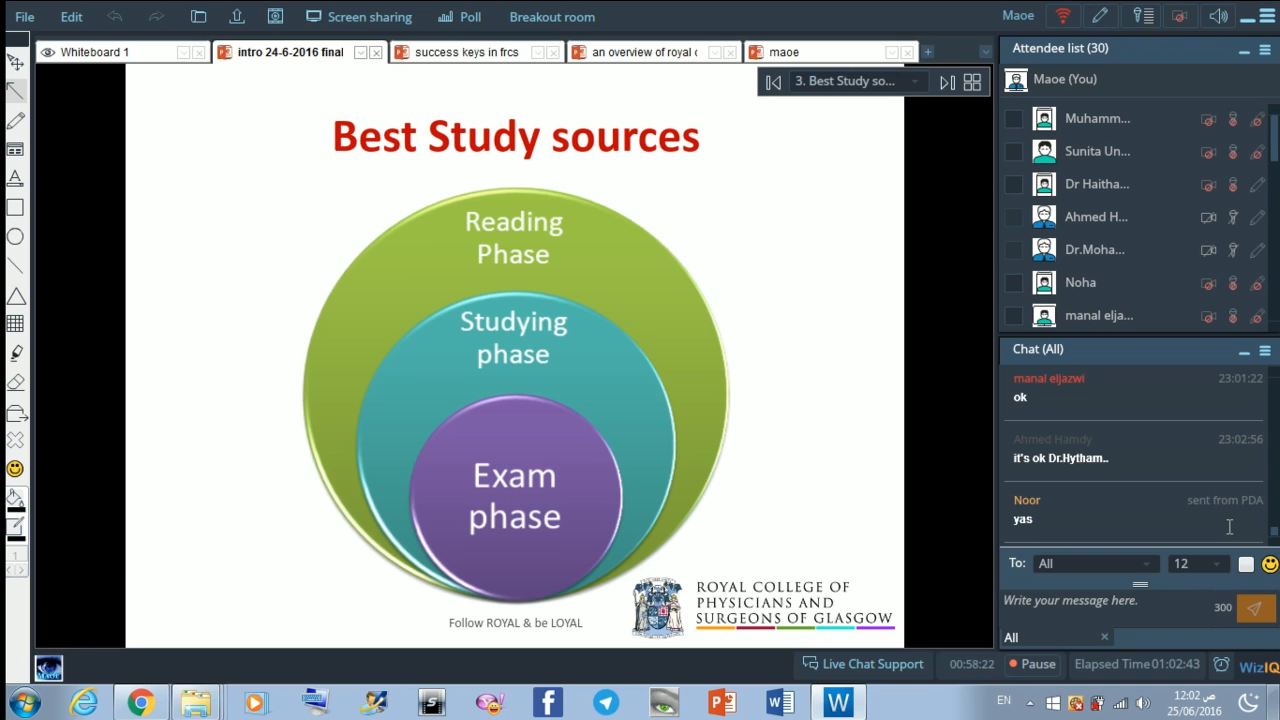 File Edit Screen sharing Poll Breakout room Maoe
Whiteboard 1 intro 24-6-2016 final success keys in frcs an overview of royal c maoe
3. Best Study so...
Best Study sources
Reading
Phase
Studying
phase
Exam
phase
Follow ROYAL & be LOYAL
ROYAL COLLEGE OF
PHYSICIANS AND
SURGEONS OF GLASGOW
Attendee list (30)
Maoe (You)
Muhamm...
Sunita Un...
Dr Haitha...
Ahmed H...
Dr.Moha...
Noha
manal elja...
Chat (All)
manal eljazwi 23:01:22
ok
Ahmed Hamdy 23:02:56
it's ok Dr.Hytham..
Noor sent from PDA
yas
To: All 12
Write your message here. 300
All
Live Chat Support 00:58:22 Pause Elapsed Time 01:02:43 WizIQ
EN 12:02 ص
25/06/2016